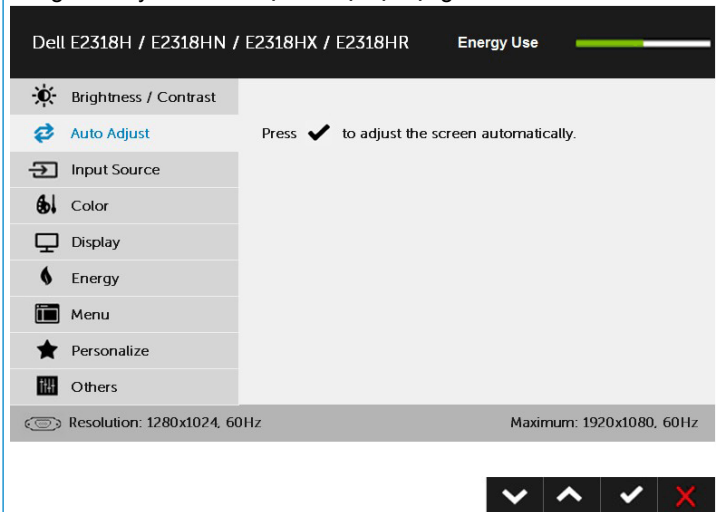 Dell E2318H / E2318HN / E2318HX / E2318HR Energy Use
Brightness / Contrast
Auto Adjust
Press ✔ to adjust the screen automatically.
Input Source
Color
Display
Energy
Menu
Personalize
Others
Resolution: 1280x1024, 60Hz Maximum: 1920x1080, 60Hz